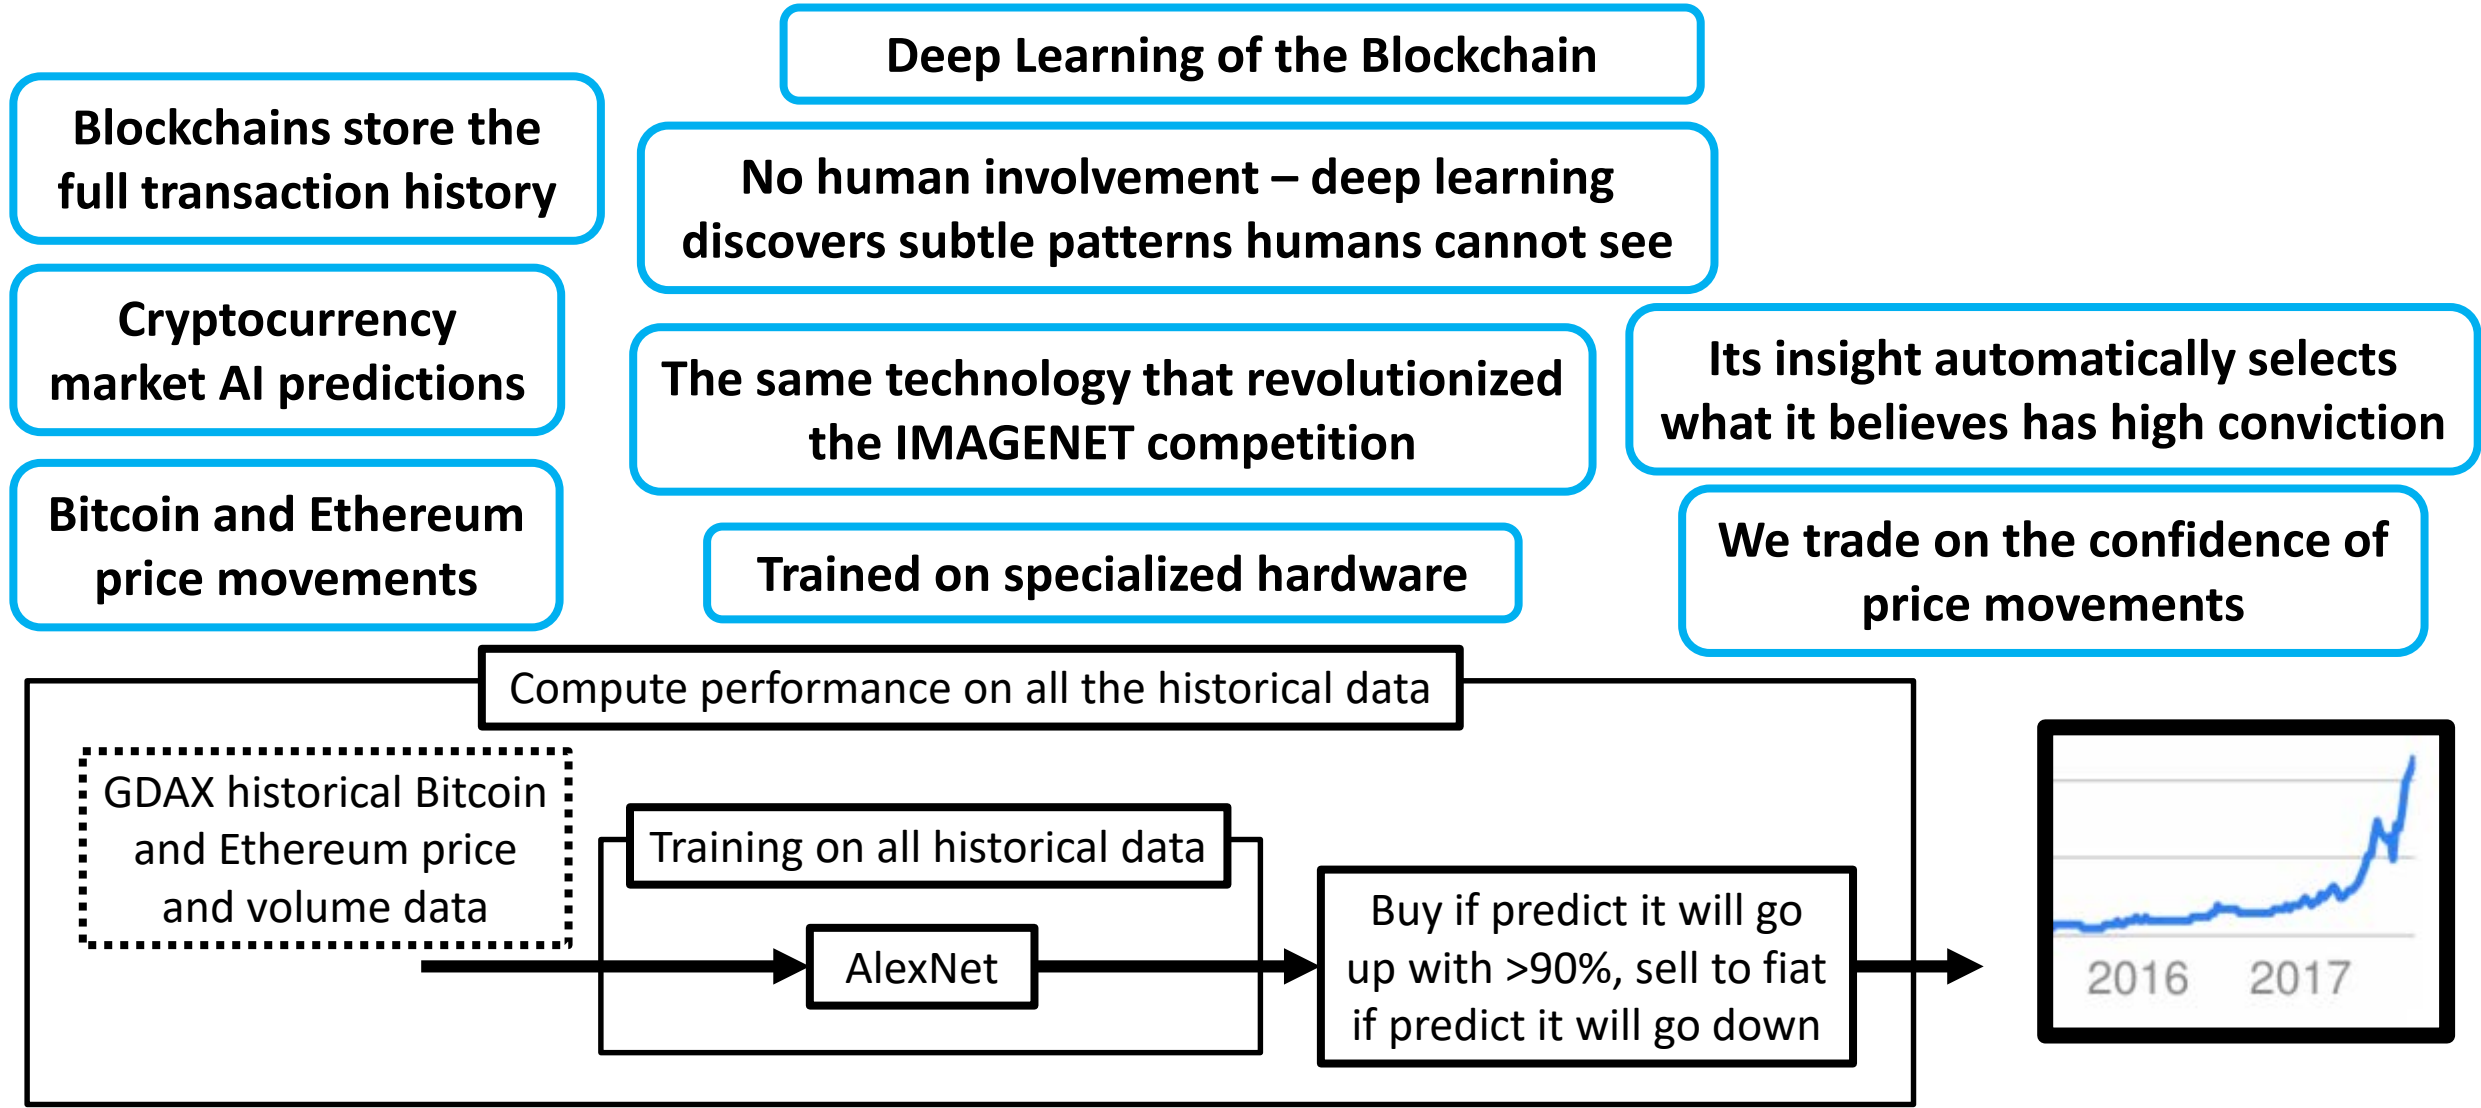 Deep Learning of the Blockchain
Blockchains store the
full transaction history
No human involvement – deep learning
discovers subtle patterns humans cannot see
Cryptocurrency
market AI predictions
The same technology that revolutionized
the IMAGENET competition
Its insight automatically selects
what it believes has high conviction
Bitcoin and Ethereum
price movements
Trained on specialized hardware
We trade on the confidence of
price movements
Compute performance on all the historical data
GDAX historical Bitcoin
and Ethereum price
and volume data
Training on all historical data
AlexNet
Buy if predict it will go
up with >90%, sell to fiat
if predict it will go down
2016 2017